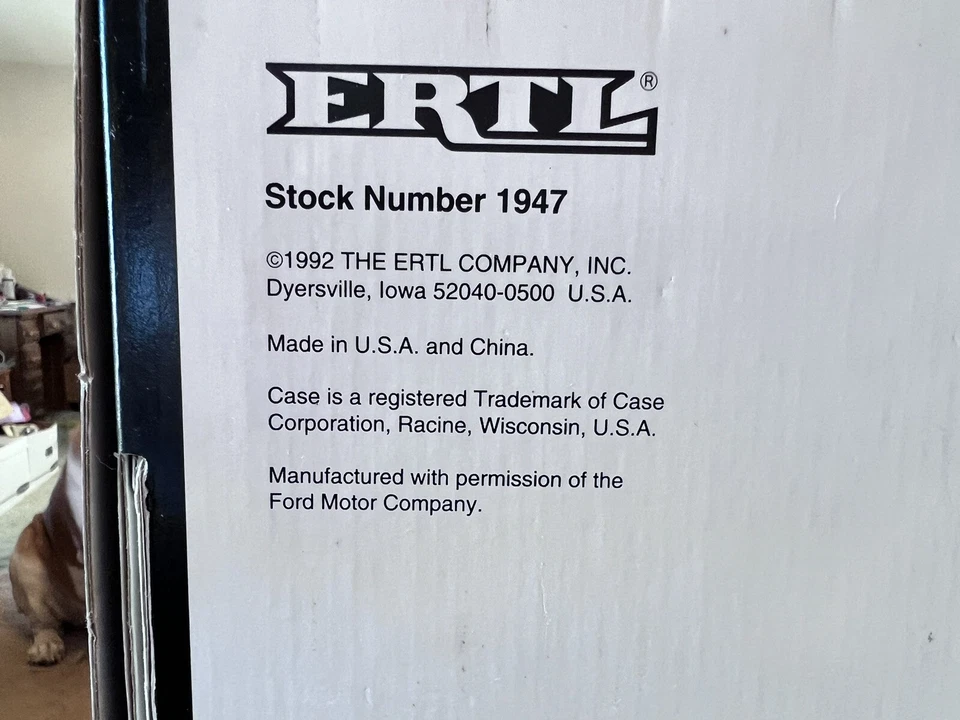 ERTL®
Stock Number 1947
©1992 THE ERTL COMPANY, INC.
Dyersville, Iowa 52040-0500 U.S.A.
Made in U.S.A. and China.
Case is a registered Trademark of Case
Corporation, Racine, Wisconsin, U.S.A.
Manufactured with permission of the
Ford Motor Company.